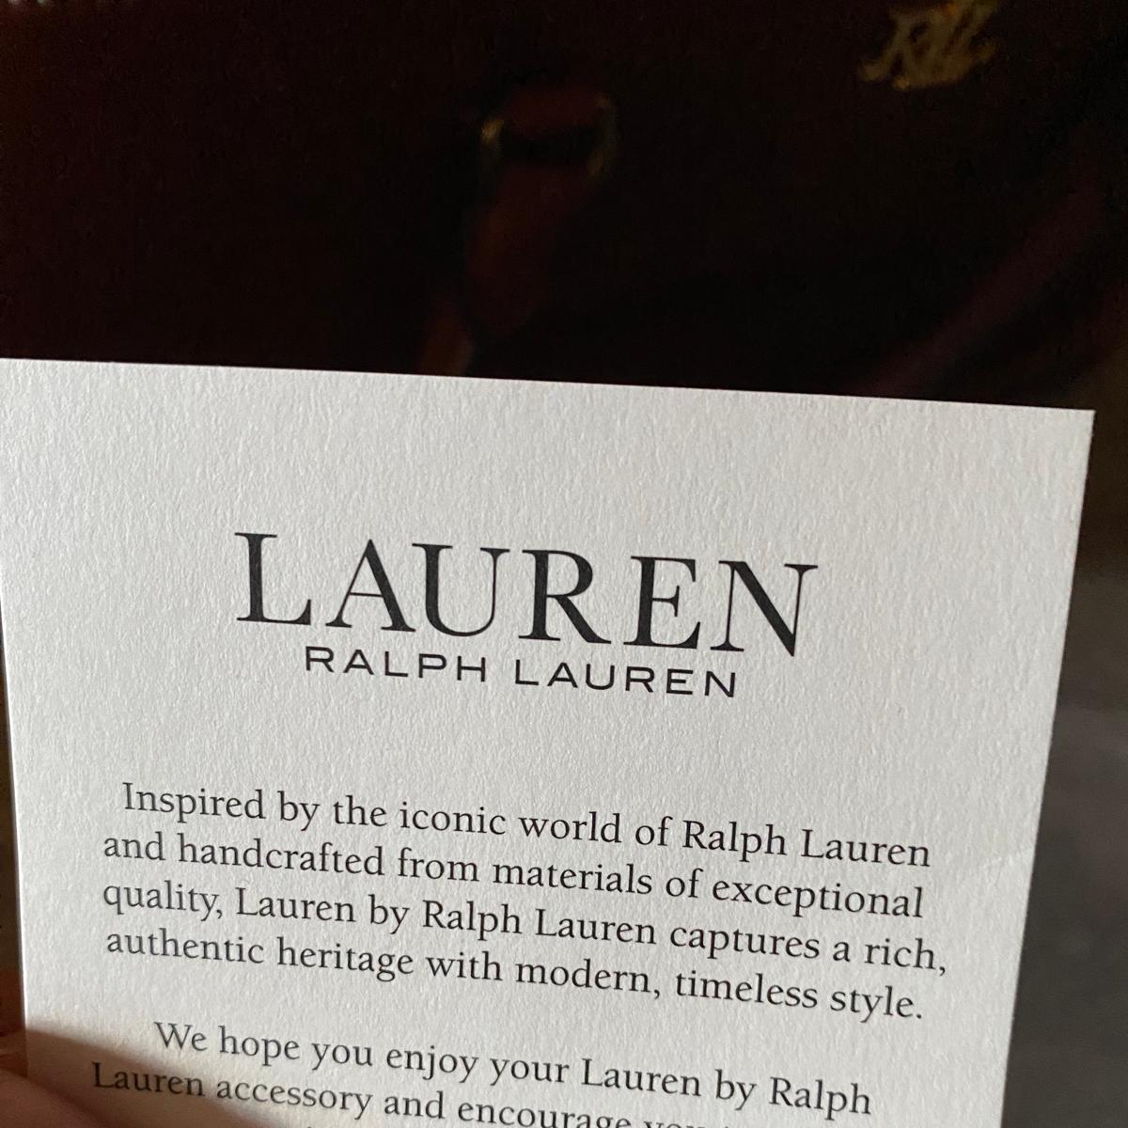 RLL
LAUREN
RALPH LAUREN
Inspired by the iconic world of Ralph Lauren
and handcrafted from materials of exceptional
quality, Lauren by Ralph Lauren captures a rich,
authentic heritage with modern, timeless style.
We hope you enjoy your Lauren by Ralph
Lauren accessory and encourage